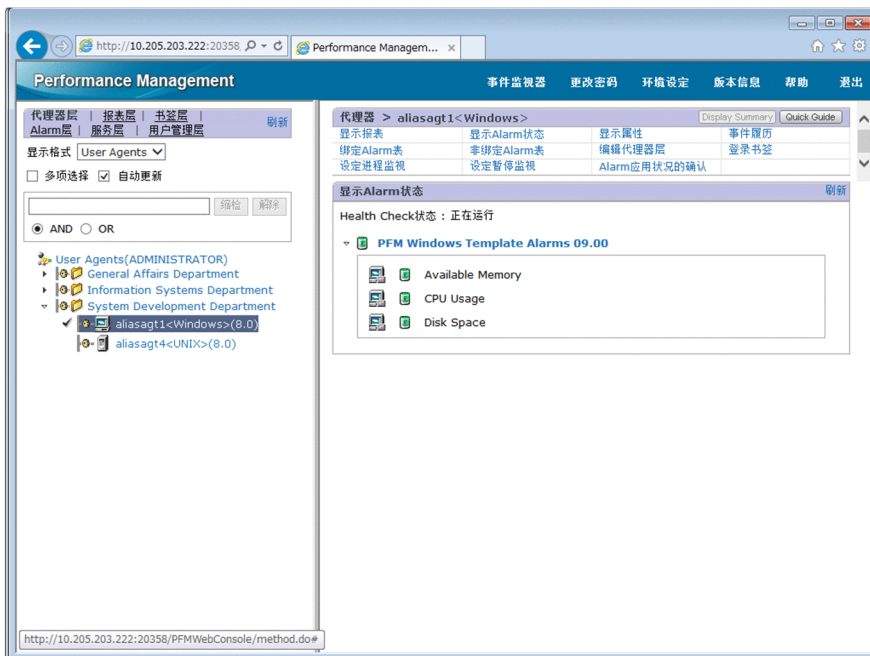 http://10.205.203.222:20358,
Performance Managem...
Performance Management
事件监视器 更改密码 环境设定 版本信息 帮助 退出
代理器层 | 报表层 | 书签层 |
Alarm层 | 服务层 | 用户管理层
刷新
显示格式 User Agents
多项选择 自动更新
缩检 解除
AND OR
User Agents(ADMINISTRATOR)
General Affairs Department
Information Systems Department
System Development Department
aliasagt1<Windows>(8.0)
aliasagt4<UNIX>(8.0)
代理器 > aliasagt1<Windows> Display Summary Quick Guide
显示报表 显示Alarm状态 显示属性 事件履历
绑定Alarm表 非绑定Alarm表 编辑代理器层 登录书签
设定进程监视 设定暂停监视 Alarm应用状况的确认
显示Alarm状态 刷新
Health Check状态 : 正在运行
PFM Windows Template Alarms 09.00
Available Memory
CPU Usage
Disk Space
http://10.205.203.222:20358/PFMWebConsole/method.do#